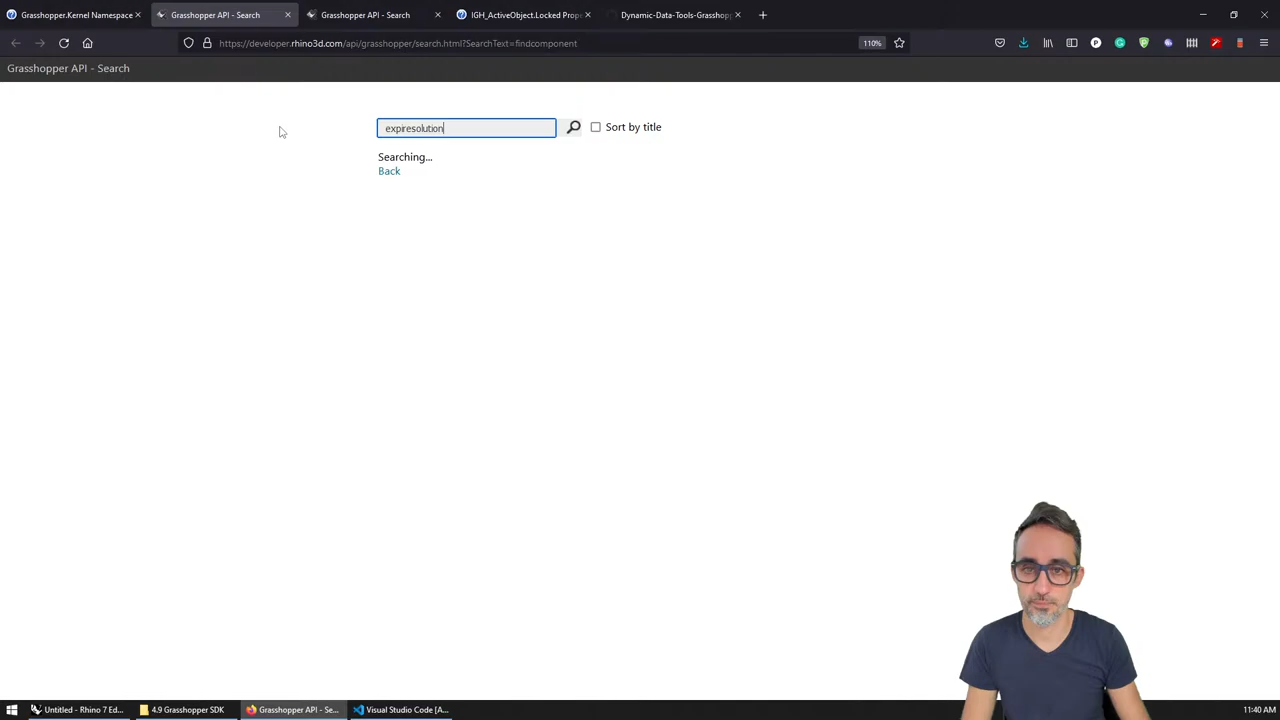 Grasshopper.Kernel Namespace
Grasshopper API - Search
Grasshopper API - Search
IGH_ActiveObject.Locked Prope
Dynamic-Data-Tools-Grasshopp
https://developer.rhino3d.com/api/grasshopper/search.html?SearchText=findcomponent
110%
Grasshopper API - Search
expiresolution
Sort by title
Searching...
Back
Untitled - Rhino 7 Ed...
4.9 Grasshopper SDK
Grasshopper API - Se...
Visual Studio Code [A...
11:40 AM